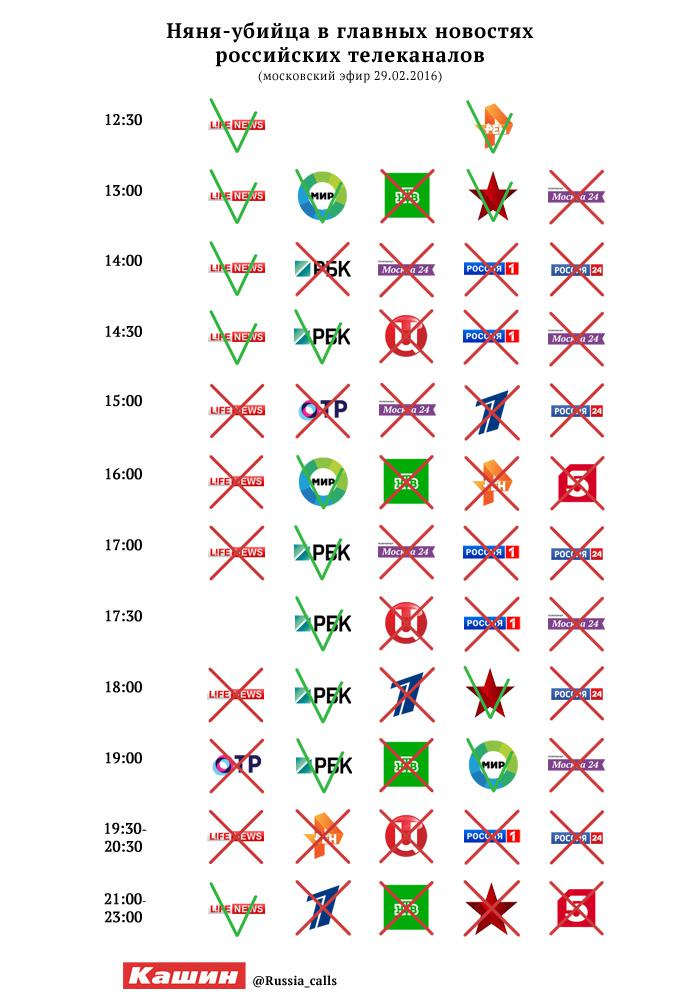 Няня-убийца в главных новостях
российских телеканалов
(московский эфир 29.02.2016)
12:30 LIFE NEWS РЕН
13:00 LIFE NEWS МИР НТВ Москва 24
14:00 LIFE NEWS РБК Москва 24 РОССИЯ 1 РОССИЯ 24
14:30 LIFE NEWS РБК РОССИЯ 1 Москва 24
15:00 LIFE NEWS ОТР Москва 24 1 РОССИЯ 24
16:00 LIFE NEWS МИР НТВ РЕН 5
17:00 LIFE NEWS РБК Москва 24 РОССИЯ 1 РОССИЯ 24
17:30 РБК РОССИЯ 1 Москва 24
18:00 LIFE NEWS РБК 1 РОССИЯ 24
19:00 ОТР РБК НТВ МИР Москва 24
19:30-
20:30 LIFE NEWS РЕН РОССИЯ 1 РОССИЯ 24
21:00-
23:00 LIFE NEWS 1 НТВ 5
Кашин @Russia_calls